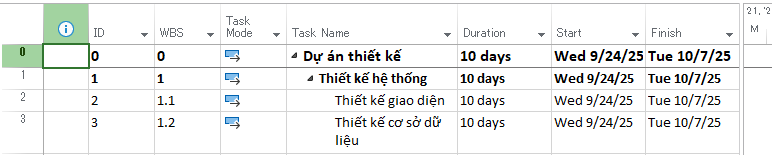 '21, '2
ID WBS Task Mode Task Name Duration Start Finish M
0 0 0 Dự án thiết kế 10 days Wed 9/24/25 Tue 10/7/25
1 1 1 Thiết kế hệ thống 10 days Wed 9/24/25 Tue 10/7/25
2 2 1.1 Thiết kế giao diện 10 days Wed 9/24/25 Tue 10/7/25
3 3 1.2 Thiết kế cơ sở dữ 10 days Wed 9/24/25 Tue 10/7/25
liệu